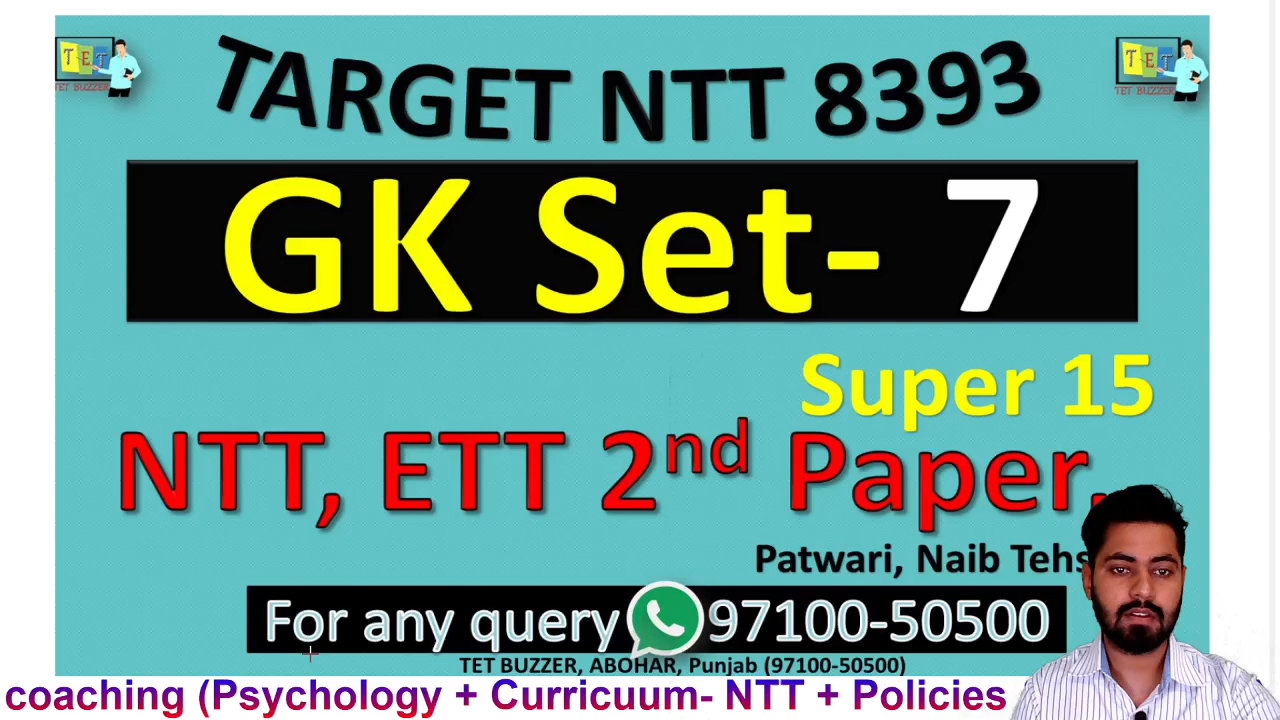 TET
TET BUZZER
TARGET NTT 8393
TET
TET BUZZER
GK Set- 7
Super 15
NTT, ETT 2nd Paper,
Patwari, Naib Tehs
For any query 97100-50500
TET BUZZER, ABOHAR, Punjab (97100-50500)
coaching (Psychology + Curricuum- NTT + Policies